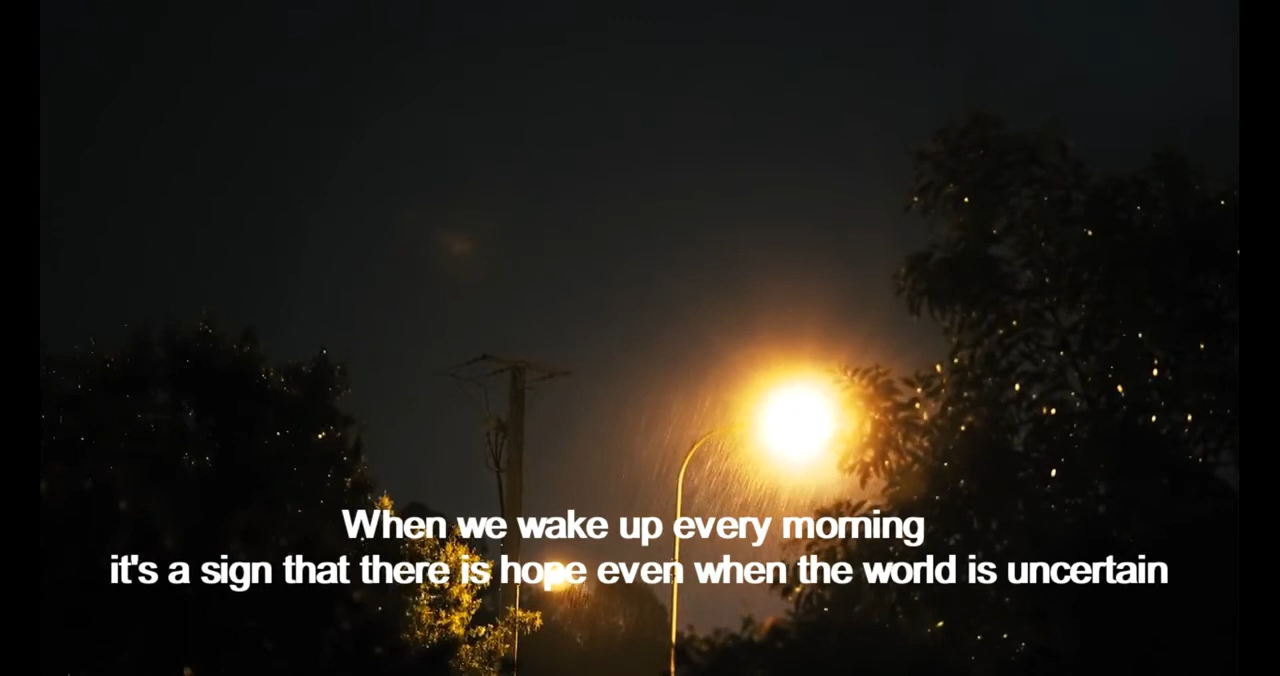 When we wake up every morning
it's a sign that there is hope even when the world is uncertain